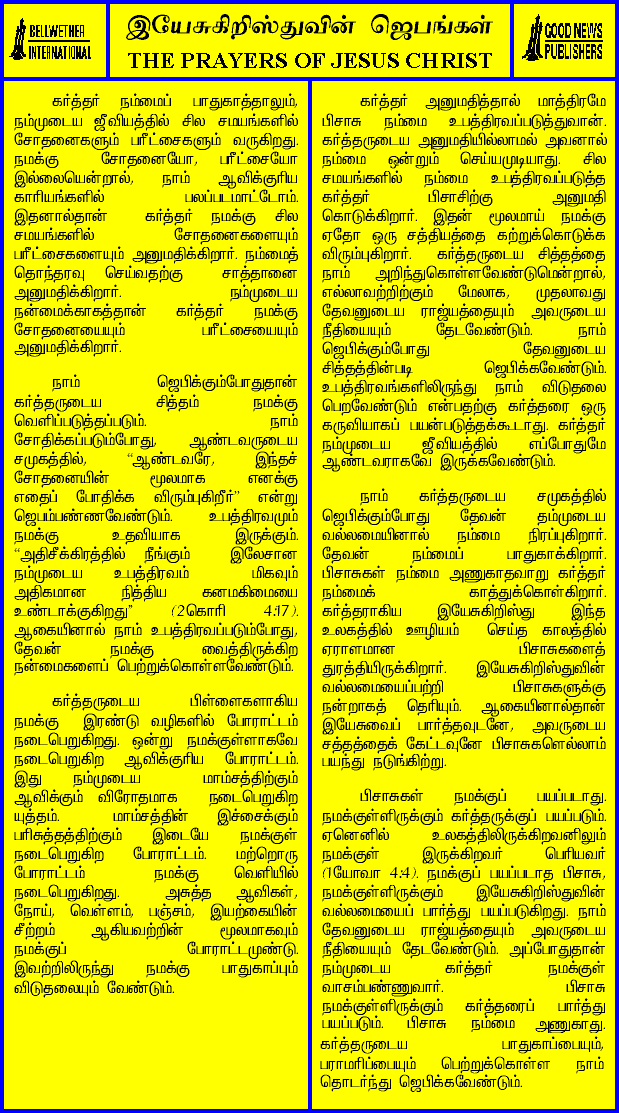 BELLWETHER
INTERNATIONAL
இயேசுகிறிஸ்துவின் ஜெபங்கள்
THE PRAYERS OF JESUS CHRIST
GOOD NEWS
PUBLISHERS
கர்த்தர் நம்மைப் பாதுகாத்தாலும்,
நம்முடைய ஜீவியத்தில் சில சமயங்களில்
சோதனைகளும் பரீட்சைகளும் வருகிறது.
நமக்கு சோதனையோ, பரீட்சையோ
இல்லையென்றால், நாம் ஆவிக்குரிய
காரியங்களில் பலப்படமாட்டோம்.
இதனால்தான் கர்த்தர் நமக்கு சில
சமயங்களில் சோதனைகளையும்
பரீட்சைகளையும் அனுமதிக்கிறார். நம்மைத்
தொந்தரவு செய்வதற்கு சாத்தானை
அனுமதிக்கிறார். நம்முடைய
நன்மைக்காகத்தான் கர்த்தர் நமக்கு
சோதனையையும் பரீட்சையையும்
அனுமதிக்கிறார்.
நாம் ஜெபிக்கும்போதுதான்
கர்த்தருடைய சித்தம் நமக்கு
வெளிப்படுத்தப்படும். நாம்
சோதிக்கப்படும்போது, ஆண்டவருடைய
சமுகத்தில், “ஆண்டவரே, இந்தச்
சோதனையின் மூலமாக எனக்கு
எதைப் போதிக்க விரும்புகிறீர்” என்று
ஜெபம்பண்ணவேண்டும். உபத்திரவமும்
நமக்கு உதவியாக இருக்கும்.
“அதிசீக்கிரத்தில் நீங்கும் இலேசான
நம்முடைய உபத்திரவம் மிகவும்
அதிகமான நித்திய கனமகிமையை
உண்டாக்குகிறது” (2கொரி 4:17).
ஆகையினால் நாம் உபத்திரவப்படும்போது,
தேவன் நமக்கு வைத்திருக்கிற
நன்மைகளைப் பெற்றுக்கொள்ளவேண்டும்.
கர்த்தருடைய பிள்ளைகளாகிய
நமக்கு இரண்டு வழிகளில் போராட்டம்
நடைபெறுகிறது. ஒன்று நமக்குள்ளாகவே
நடைபெறுகிற ஆவிக்குரிய போராட்டம்.
இது நம்முடைய மாம்சத்திற்கும்
ஆவிக்கும் விரோதமாக நடைபெறுகிற
யுத்தம். மாம்சத்தின் இச்சைக்கும்
பரிசுத்தத்திற்கும் இடையே நமக்குள்
நடைபெறுகிற போராட்டம். மற்றொரு
போராட்டம் நமக்கு வெளியில்
நடைபெறுகிறது. அசுத்த ஆவிகள்,
நோய், வெள்ளம், பஞ்சம், இயற்கையின்
சீற்றம் ஆகியவற்றின் மூலமாகவும்
நமக்குப் போராட்டமுண்டு.
இவற்றிலிருந்து நமக்கு பாதுகாப்பும்
விடுதலையும் வேண்டும்.
கர்த்தர் அனுமதித்தால் மாத்திரமே
பிசாசு நம்மை உபத்திரவப்படுத்துவான்.
கர்த்தருடைய அனுமதியில்லாமல் அவனால்
நம்மை ஒன்றும் செய்யமுடியாது. சில
சமயங்களில் நம்மை உபத்திரவப்படுத்த
கர்த்தர் பிசாசிற்கு அனுமதி
கொடுக்கிறார். இதன் மூலமாய் நமக்கு
ஏதோ ஒரு சத்தியத்தை கற்றுக்கொடுக்க
விரும்புகிறார். கர்த்தருடைய சித்தத்தை
நாம் அறிந்துகொள்ளவேண்டுமென்றால்,
எல்லாவற்றிற்கும் மேலாக, முதலாவது
தேவனுடைய ராஜ்யத்தையும் அவருடைய
நீதியையும் தேடவேண்டும். நாம்
ஜெபிக்கும்போது தேவனுடைய
சித்தத்தின்படி ஜெபிக்கவேண்டும்.
உபத்திரவங்களிலிருந்து நாம் விடுதலை
பெறவேண்டும் என்பதற்கு கர்த்தரை ஒரு
கருவியாகப் பயன்படுத்தக்கூடாது. கர்த்தர்
நம்முடைய ஜீவியத்தில் எப்போதுமே
ஆண்டவராகவே இருக்கவேண்டும்.
நாம் கர்த்தருடைய சமுகத்தில்
ஜெபிக்கும்போது தேவன் தம்முடைய
வல்லமையினால் நம்மை நிரப்புகிறார்.
தேவன் நம்மைப் பாதுகாக்கிறார்.
பிசாசுகள் நம்மை அணுகாதவாறு கர்த்தர்
நம்மைக் காத்துக்கொள்கிறார்.
கர்த்தராகிய இயேசுகிறிஸ்து இந்த
உலகத்தில் ஊழியம் செய்த காலத்தில்
ஏராளமான பிசாசுகளைத்
துரத்தியிருக்கிறார். இயேசுகிறிஸ்துவின்
வல்லமையைப்பற்றி பிசாசுகளுக்கு
நன்றாகத் தெரியும். ஆகையினால்தான்
இயேசுவைப் பார்த்தவுடனே, அவருடைய
சத்தத்தைக் கேட்டவுனே பிசாசுகளெல்லாம்
பயந்து நடுங்கிற்று.
பிசாசுகள் நமக்குப் பயப்படாது.
நமக்குள்ளிருக்கும் கர்த்தருக்குப் பயப்படும்.
ஏனெனில் உலகத்திலிருக்கிறவனிலும்
நமக்குள் இருக்கிறவர் பெரியவர்
(1யோவா 4:4). நமக்குப் பயப்படாத பிசாசு,
நமக்குள்ளிருக்கும் இயேசுகிறிஸ்துவின்
வல்லமையைப் பார்த்து பயப்படுகிறது. நாம்
தேவனுடைய ராஜ்யத்தையும் அவருடைய
நீதியையும் தேடவேண்டும். அப்போதுதான்
நம்முடைய கர்த்தர் நமக்குள்
வாசம்பண்ணுவார். பிசாசு
நமக்குள்ளிருக்கும் கர்த்தரைப் பார்த்து
பயப்படும். பிசாசு நம்மை அணுகாது.
கர்த்தருடைய பாதுகாப்பையும்,
பராமரிப்பையும் பெற்றுக்கொள்ள நாம்
தொடர்ந்து ஜெபிக்கவேண்டும்.